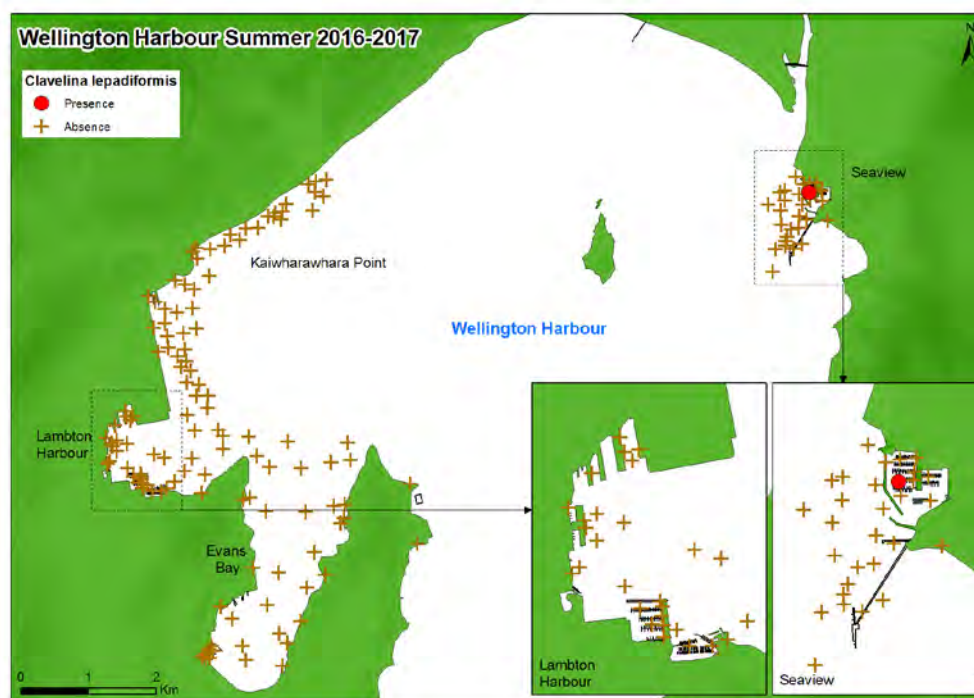 Wellington Harbour Summer 2016-2017
N
Clavelina lepadiformis
Presence
Absence
Seaview
Kaiwharawhara Point
Wellington Harbour
Lambton
Harbour
Evans
Bay
0 1 2
Km
Lambton
Harbour
Seaview